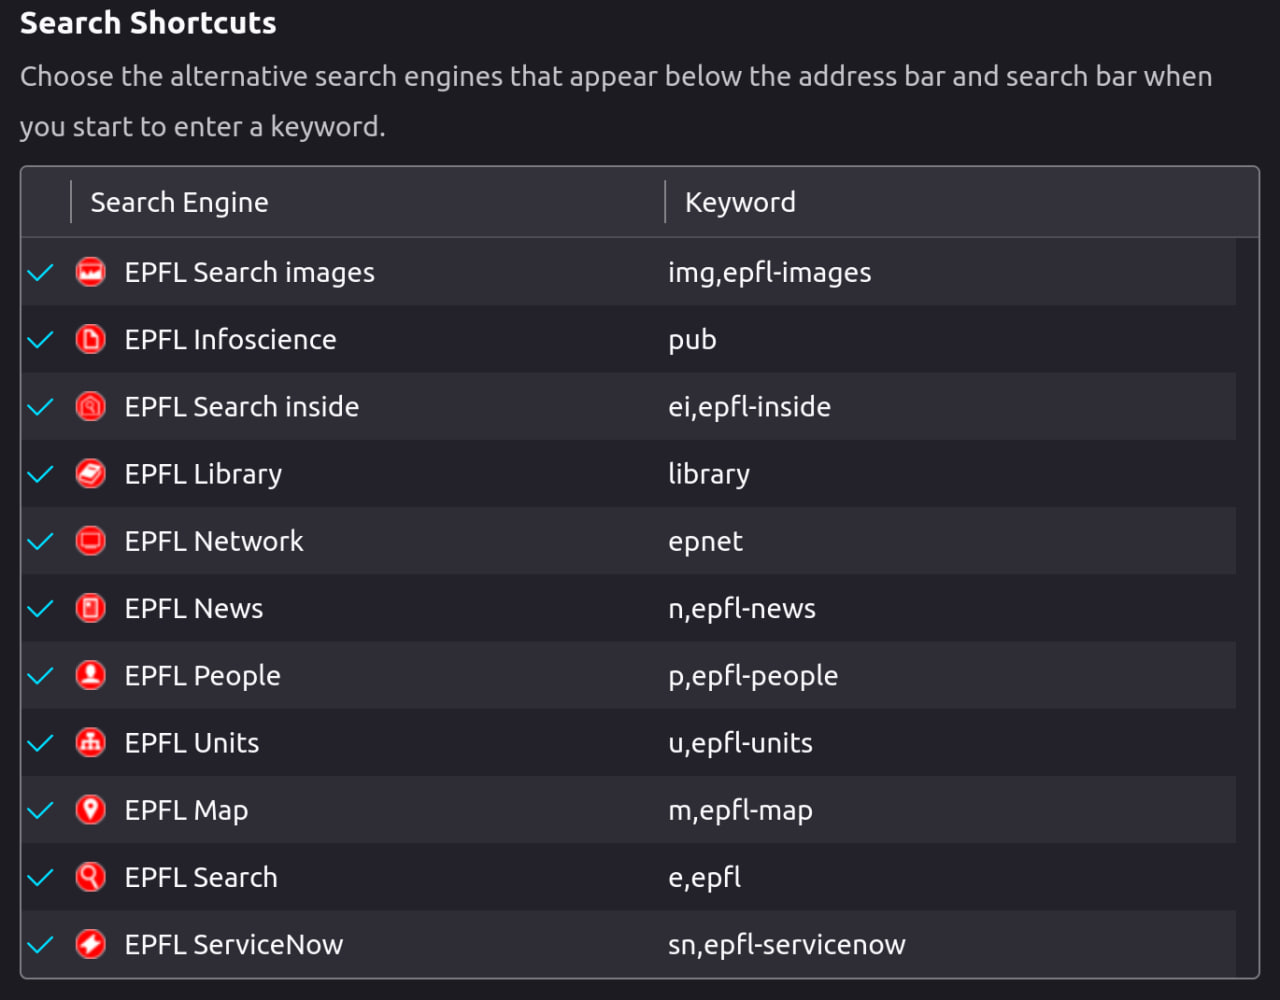 Search Shortcuts
Choose the alternative search engines that appear below the address bar and search bar when
you start to enter a keyword.
Search Engine Keyword
EPFL Search images img,epfl-images
EPFL Infoscience pub
EPFL Search inside ei,epfl-inside
EPFL Library library
EPFL Network epnet
EPFL News n,epfl-news
EPFL People p,epfl-people
EPFL Units u,epfl-units
EPFL Map m,epfl-map
EPFL Search e,epfl
EPFL ServiceNow sn,epfl-servicenow